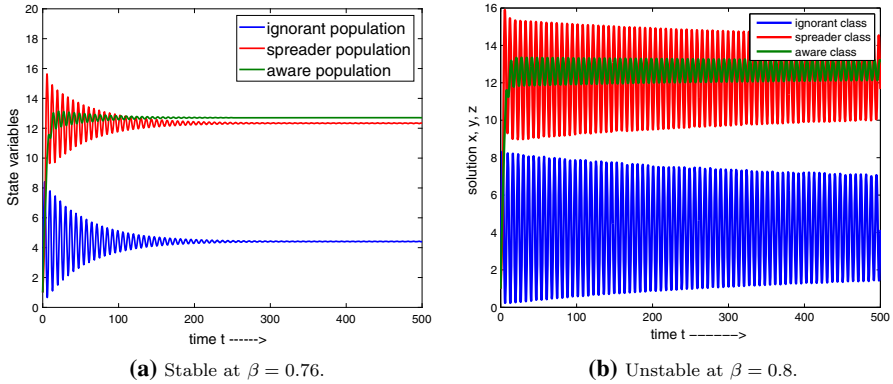 ignorant population
spreader population
aware population
20
18
16
14
12
10
8
6
4
2
0
State variables
0 100 200 300 400 500
time t ------>
(a) Stable at β = 0.76.
ignorant class
spreader class
aware class
16
14
12
10
8
6
4
2
0
solution x, y, z
0 100 200 300 400 500
time t −−−−−−>
(b) Unstable at β = 0.8.